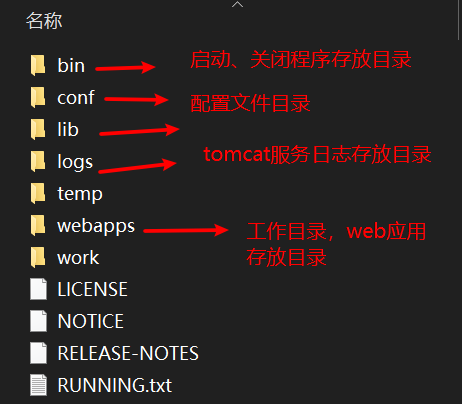 名称
bin
启动、关闭程序存放目录
conf
配置文件目录
lib
logs
tomcat服务日志存放目录
temp
webapps
工作目录，web应用
存放目录
work
LICENSE
NOTICE
RELEASE-NOTES
RUNNING.txt